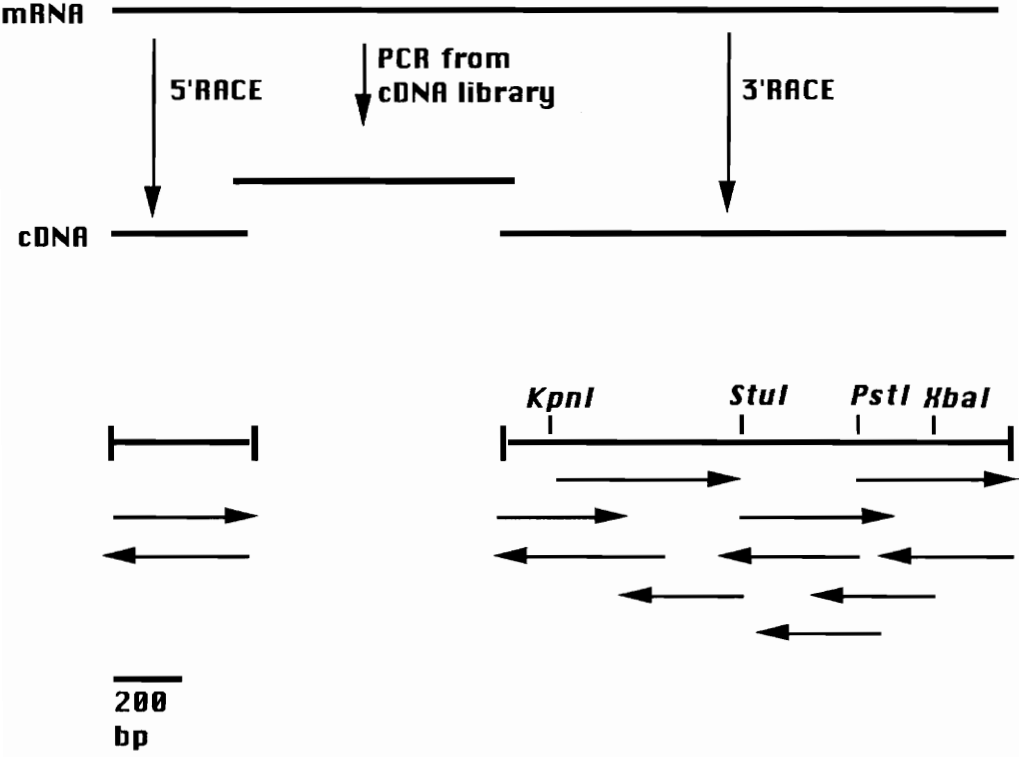 mRNA
5'RACE
PCR from
cDNA library
3'RACE
cDNA
KpnI
StuI
PstI
XbaI
200
bp